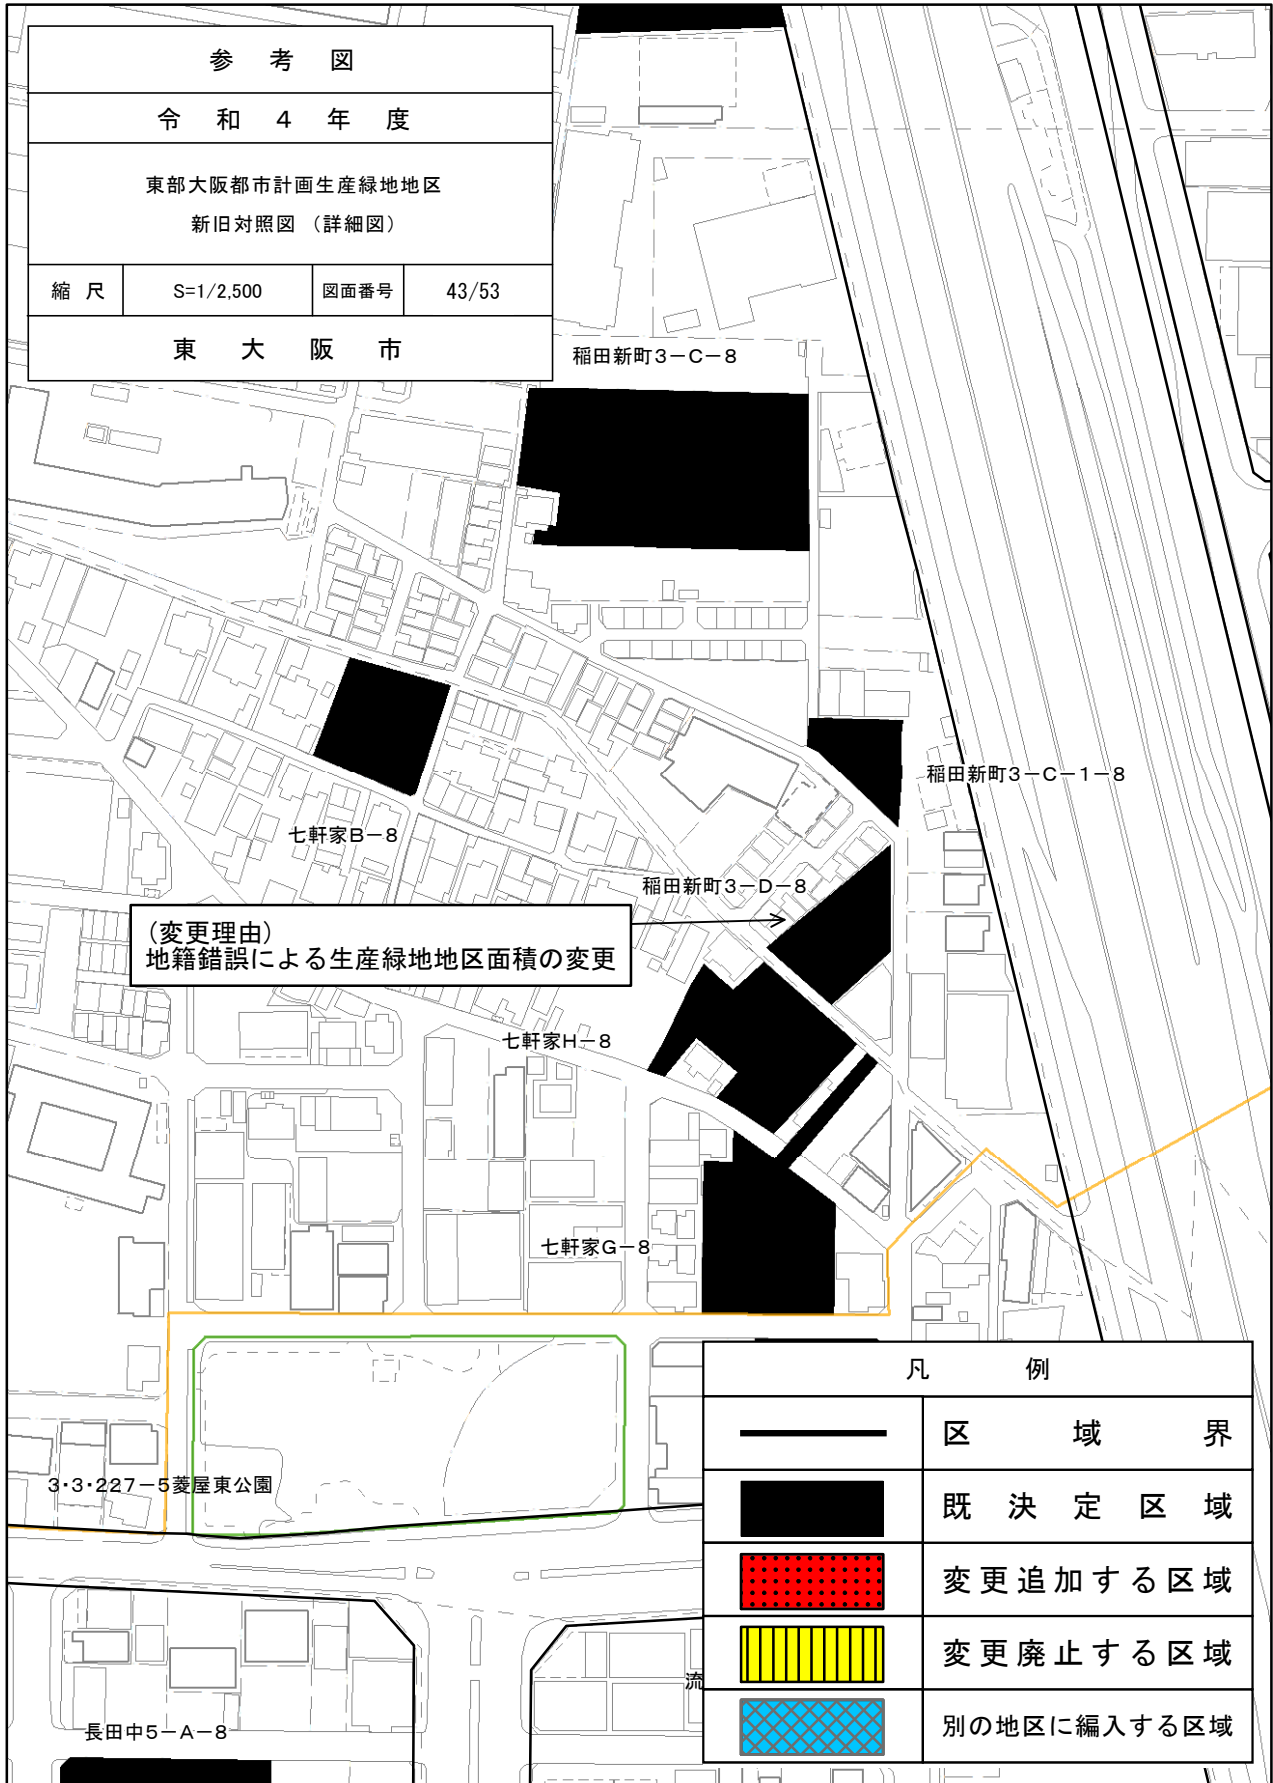 参考図
令和4年度
東部大阪都市計画生産緑地地区
新旧対照図 (詳細図)
縮尺 S=1/2,500 図面番号 43/53
東大阪市
稲田新町3-C-8
稲田新町3-C-1-8
七軒家B-8
稲田新町3-D-8
(変更理由)
地籍錯誤による生産緑地地区面積の変更
七軒家H-8
七軒家G-8
3・3・227-5菱屋東公園
長田中5-A-8
流
凡例
区域界
既決定区域
変更追加する区域
変更廃止する区域
別の地区に編入する区域